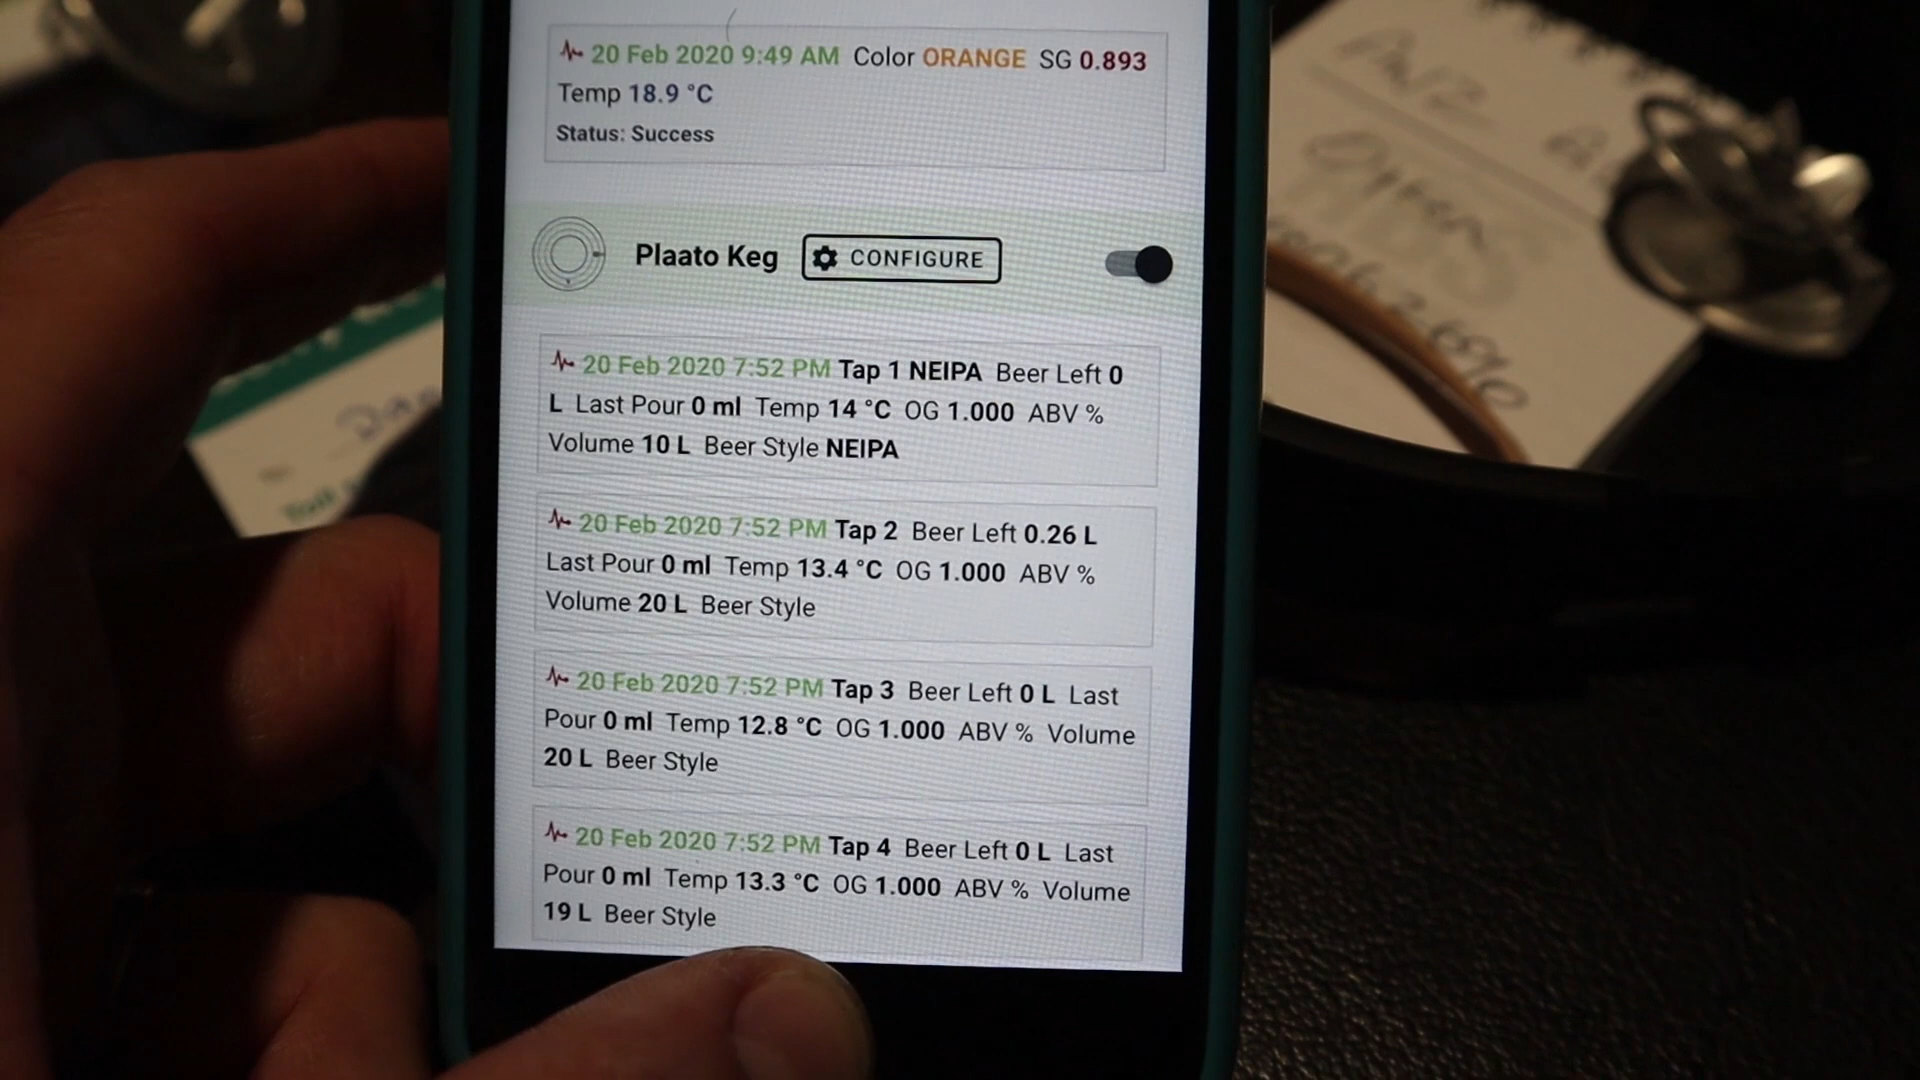 20 Feb 2020 9:49 AM Color ORANGE SG 0.893
Temp 18.9 °C
Status: Success
Plaato Keg CONFIGURE
20 Feb 2020 7:52 PM Tap 1 NEIPA Beer Left 0
L Last Pour 0 ml Temp 14 °C OG 1.000 ABV %
Volume 10 L Beer Style NEIPA
20 Feb 2020 7:52 PM Tap 2 Beer Left 0.26 L
Last Pour 0 ml Temp 13.4 °C OG 1.000 ABV %
Volume 20 L Beer Style
20 Feb 2020 7:52 PM Tap 3 Beer Left 0 L Last
Pour 0 ml Temp 12.8 °C OG 1.000 ABV % Volume
20 L Beer Style
20 Feb 2020 7:52 PM Tap 4 Beer Left 0 L Last
Pour 0 ml Temp 13.3 °C OG 1.000 ABV % Volume
19 L Beer Style